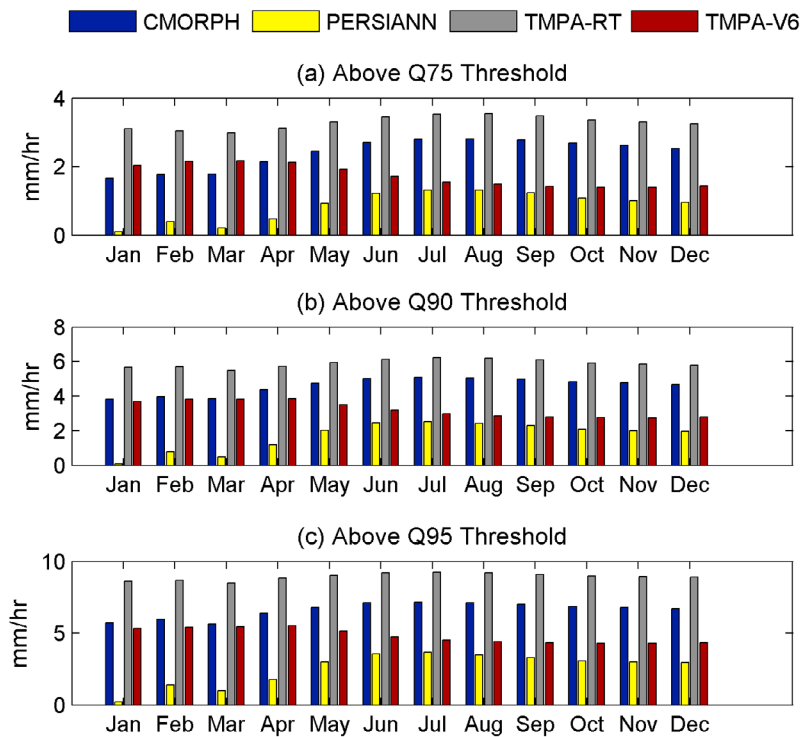 CMORPH PERSIANN TMPA-RT TMPA-V6
(a) Above Q75 Threshold
4
2
0
mm/hr
Jan Feb Mar Apr May Jun Jul Aug Sep Oct Nov Dec
(b) Above Q90 Threshold
8
6
4
2
0
mm/hr
Jan Feb Mar Apr May Jun Jul Aug Sep Oct Nov Dec
(c) Above Q95 Threshold
10
5
0
mm/hr
Jan Feb Mar Apr May Jun Jul Aug Sep Oct Nov Dec